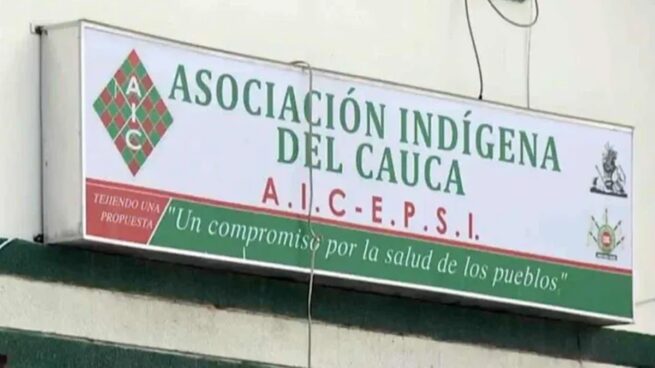 AIC
ASOCIACIÓN INDÍGENA
DEL CAUCA
A.I.C-E.P.S.I.
TEJIENDO UNA
PROPUESTA
"Un compromiso por la salud de los pueblos"